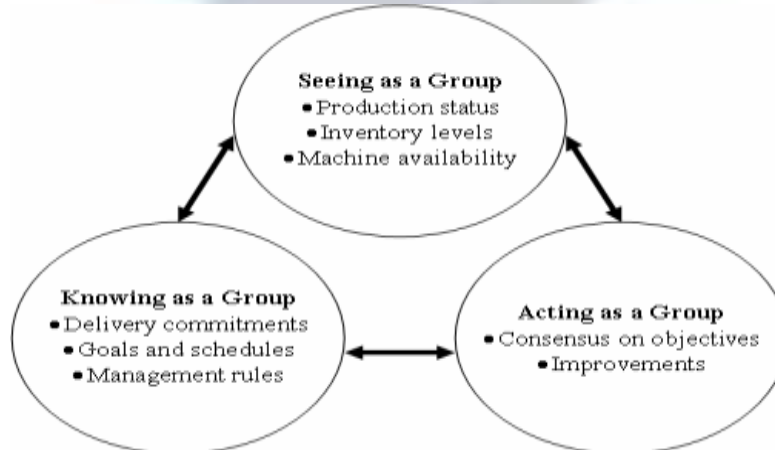 Seeing as a Group
•Production status
•Inventory levels
•Machine availability
Knowing as a Group
•Delivery commitments
•Goals and schedules
•Management rules
Acting as a Group
•Consensus on objectives
•Improvements